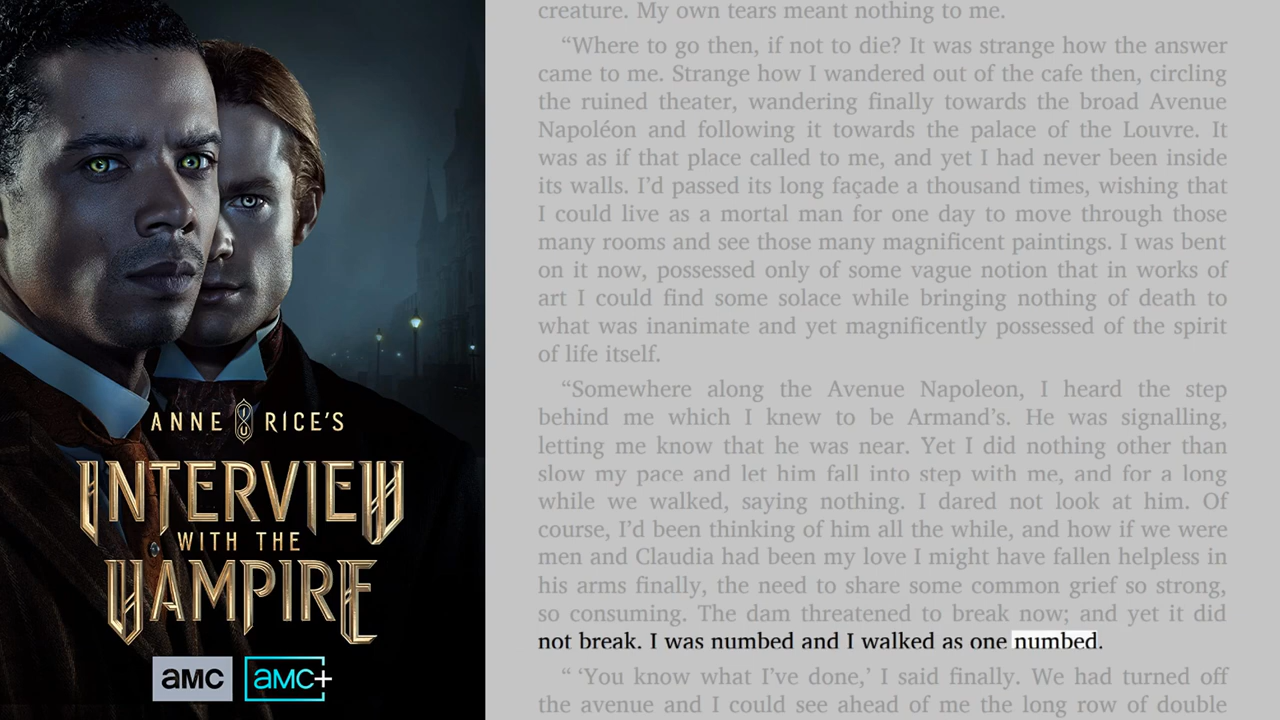 ANNE RICE'S
INTERVIEW
WITH THE
VAMPIRE
amc
amc+
creature. My own tears meant nothing to me.
“Where to go then, if not to die? It was strange how the answer
came to me. Strange how I wandered out of the cafe then, circling
the ruined theater, wandering finally towards the broad Avenue
Napoléon and following it towards the palace of the Louvre. It
was as if that place called to me, and yet I had never been inside
its walls. I’d passed its long façade a thousand times, wishing that
I could live as a mortal man for one day to move through those
many rooms and see those many magnificent paintings. I was bent
on it now, possessed only of some vague notion that in works of
art I could find some solace while bringing nothing of death to
what was inaninate and yet magnificently possessed of the spirit
of life itself.
“Somewhere along the Avenue Napoleon, I heard the step
behind me which I knew to be Armand’s. He was signalling,
letting me know that he was near. Yet I did nothing other than
slow my pace and let him fall into step with me, and for a long
while we walked, saying nothing. I dared not look at him. Of
course, I’d been thinking of him all the while, and how if we were
men and Claudia had been my love I might have fallen helpless in
his arms finally, the need to share some common grief so strong,
so consuming. The dam threatened to break now; and yet it did
not break. I was numbed and I walked as one numbed.
“ ‘You know what I’ve done,’ I said finally. We had turned off
the avenue and I could see ahead of me the long row of double